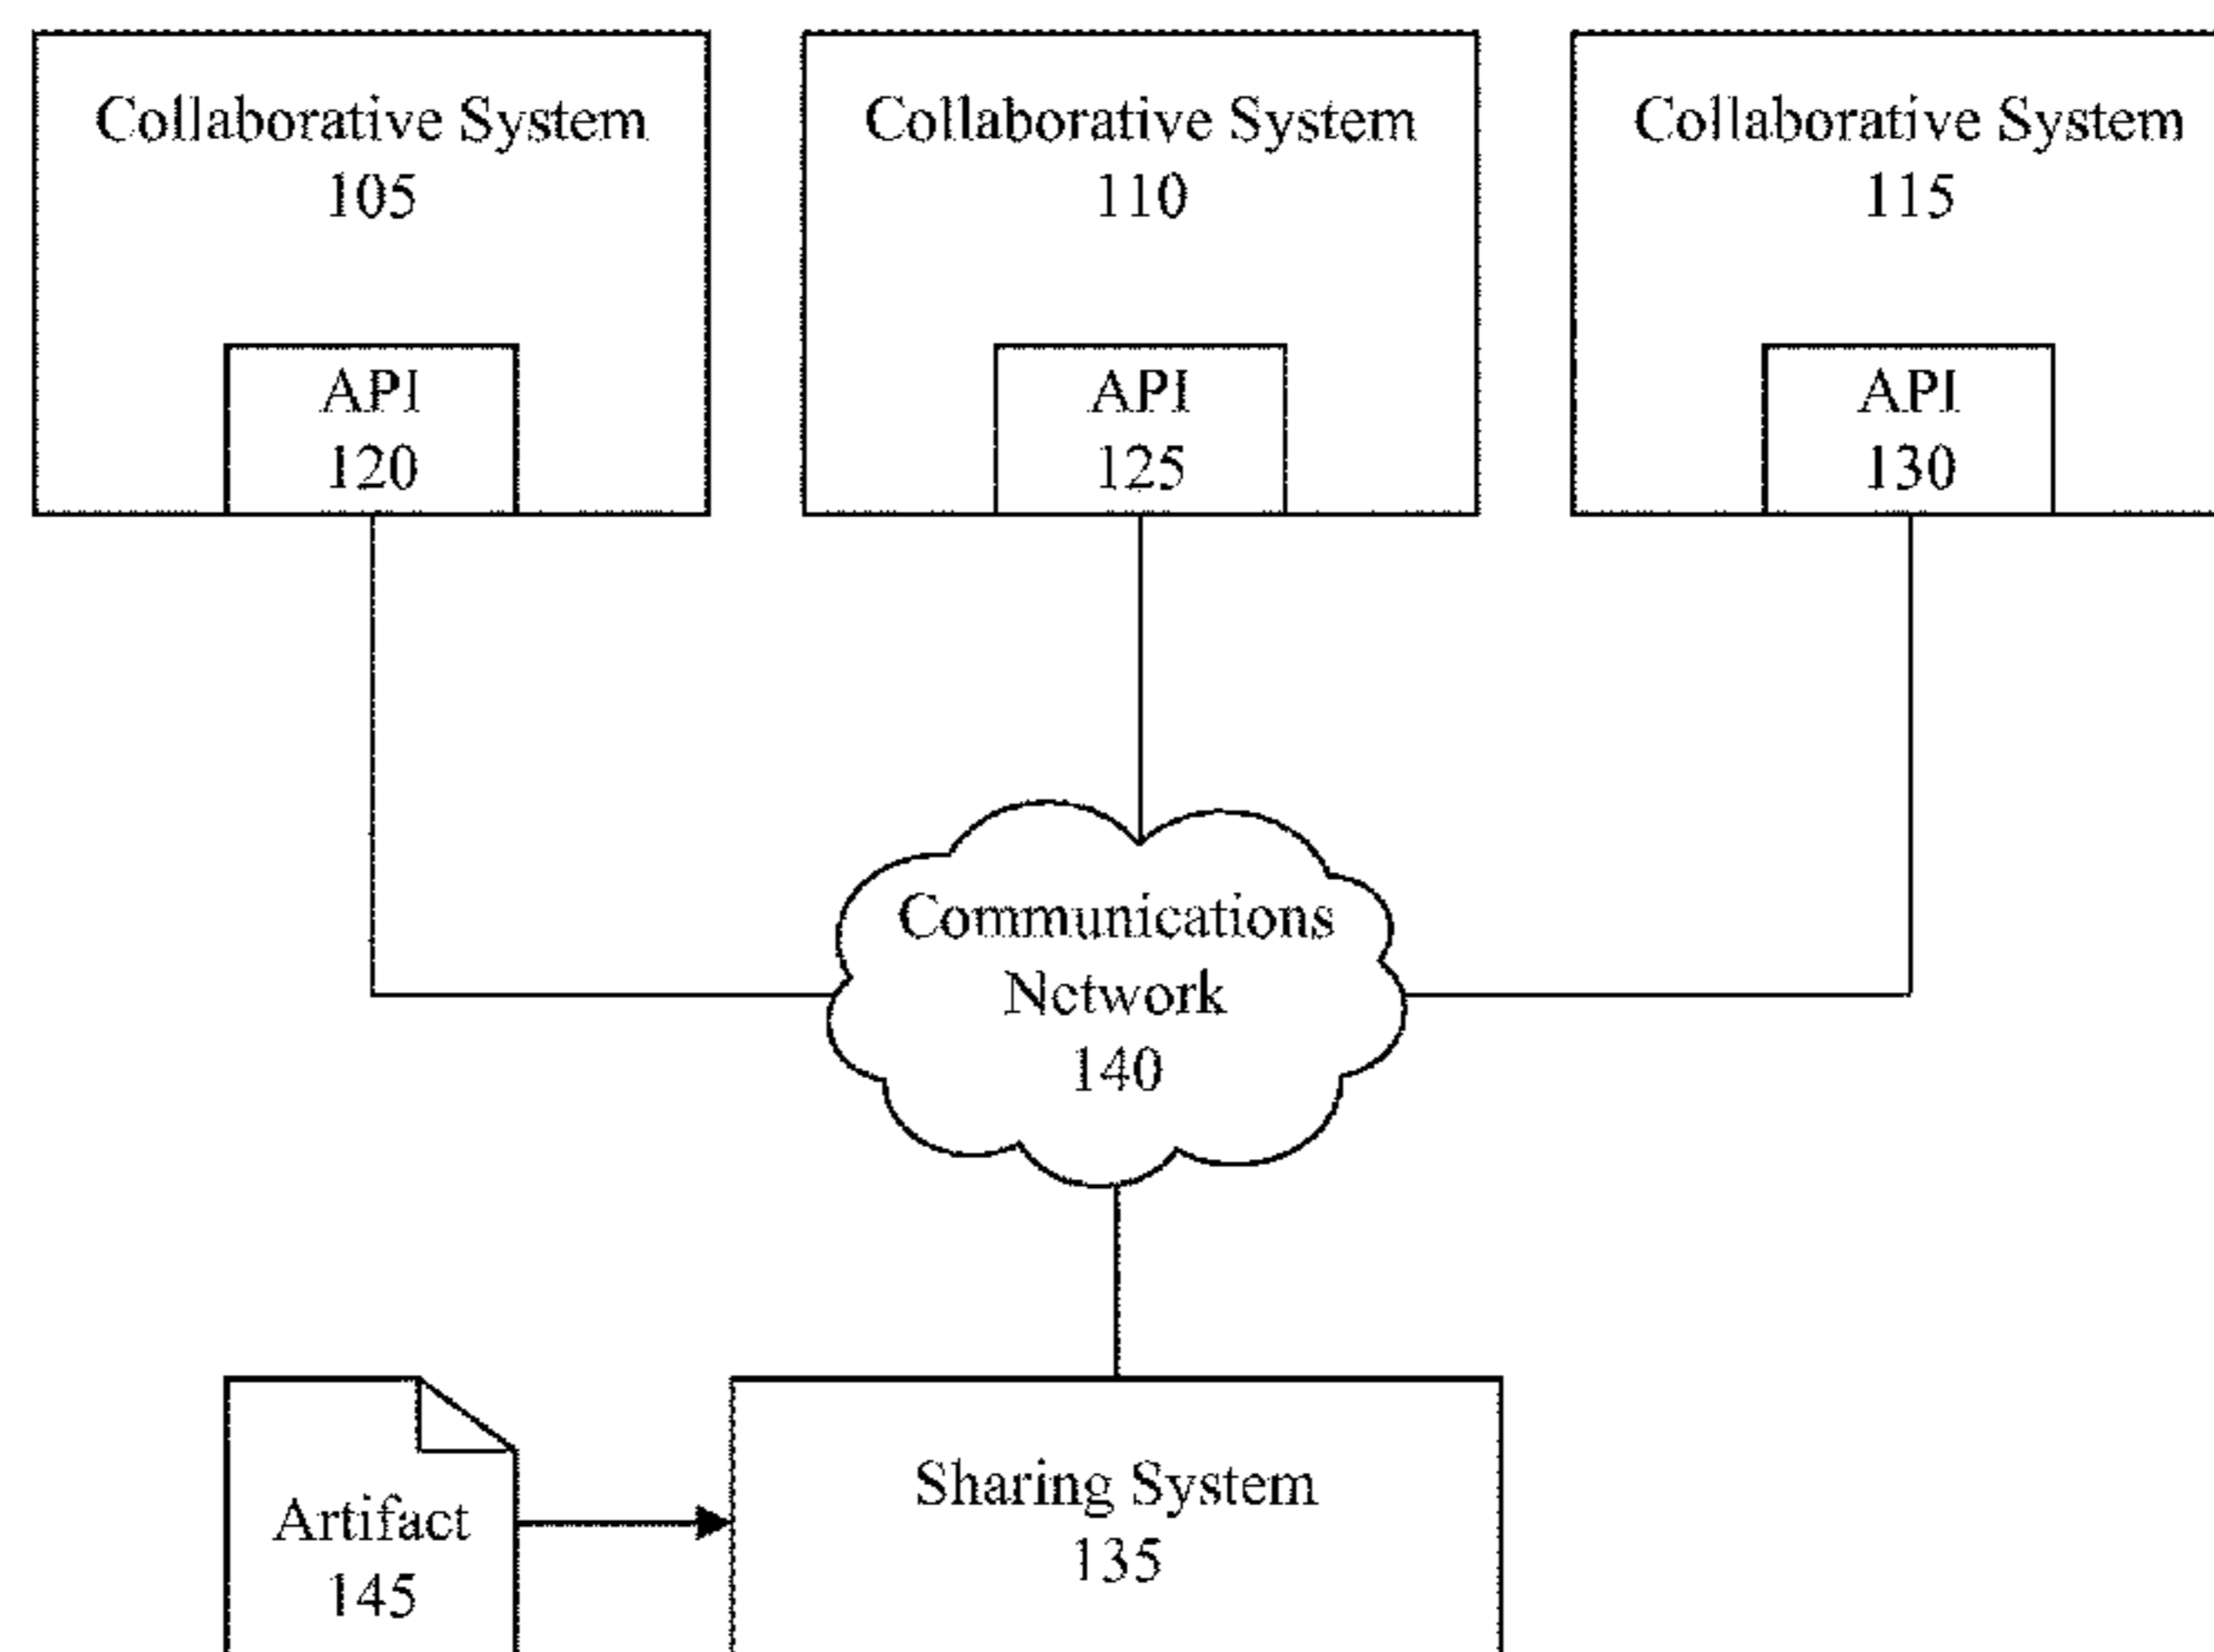 Collaborative System
105
Collaborative System
110
Collaborative System
115
API
120
API
125
API
130
Communications
Network
140
Artifact
145
Sharing System
135